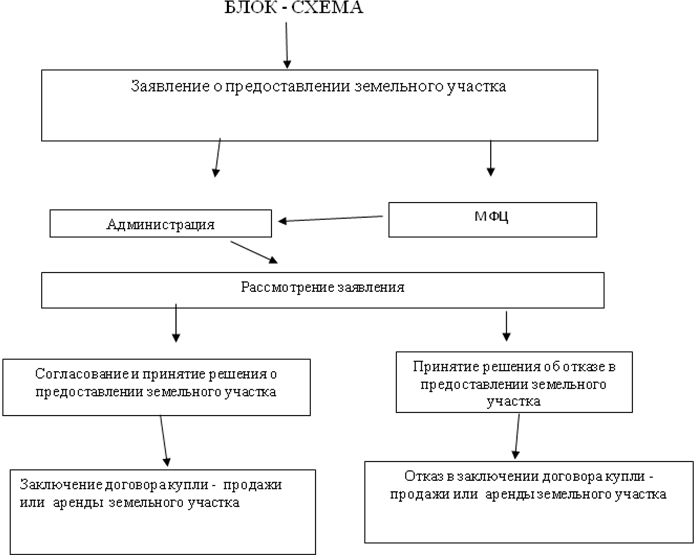 БЛОК - СХЕМА
Заявление о предоставлении земельного участка
Администрация
МФЦ
Рассмотрение заявления
Согласование и принятие решения о
предоставлении земельного участка
Принятие решения об отказе в
предоставлении земельного
участка
Заключение договора купли - продажи
или аренды земельного участка
Отказ в заключении договора купли -
продажи или аренды земельного участка